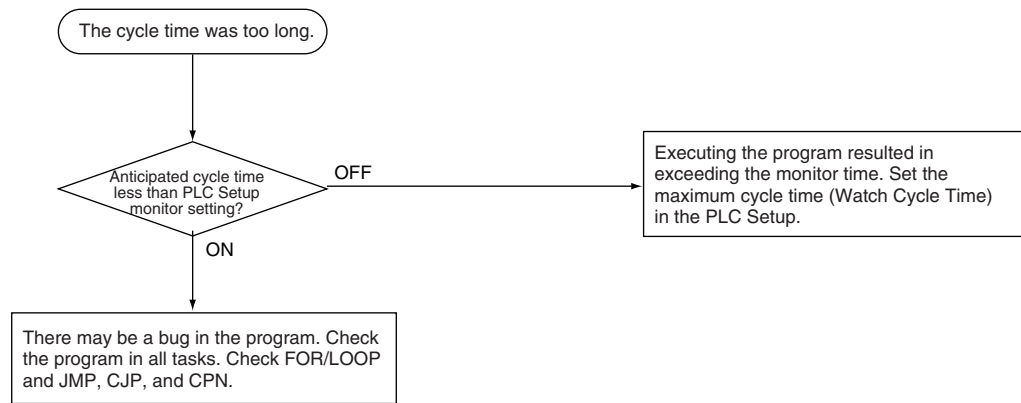 The cycle time was too long.
Anticipated cycle time
less than PLC Setup
monitor setting?
OFF
Executing the program resulted in
exceeding the monitor time. Set the
maximum cycle time (Watch Cycle Time)
in the PLC Setup.
ON
There may be a bug in the program. Check
the program in all tasks. Check FOR/LOOP
and JMP, CJP, and CPN.